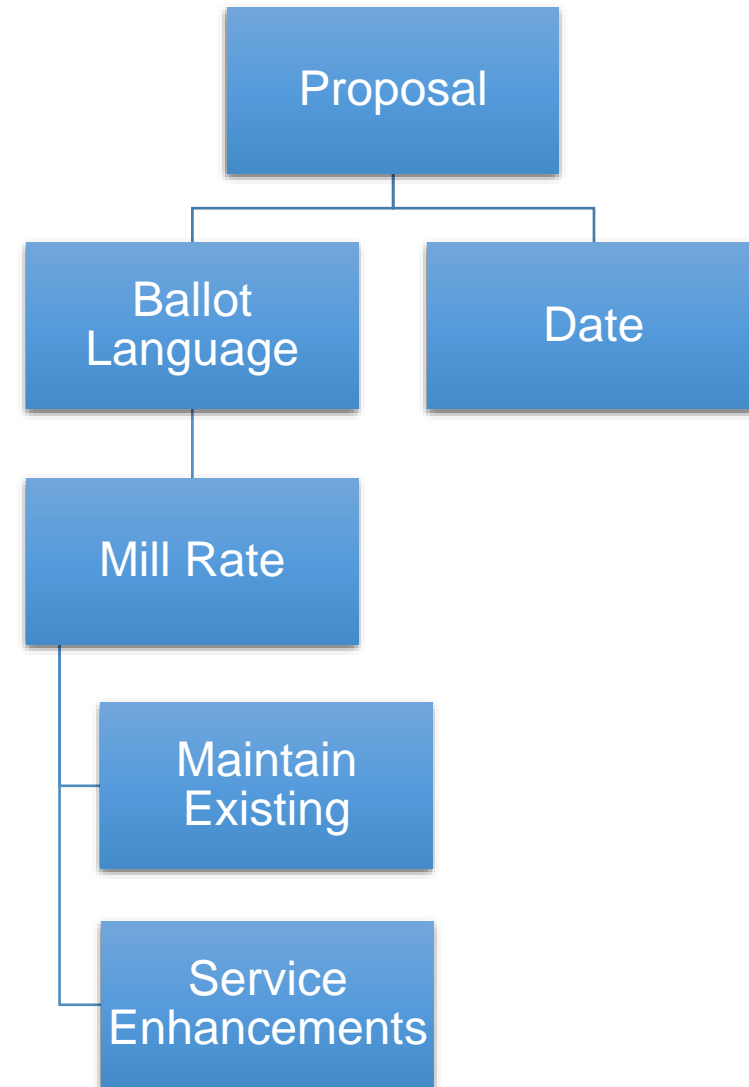 Proposal
Ballot
Language
Date
Mill Rate
Maintain
Existing
Service
Enhancements